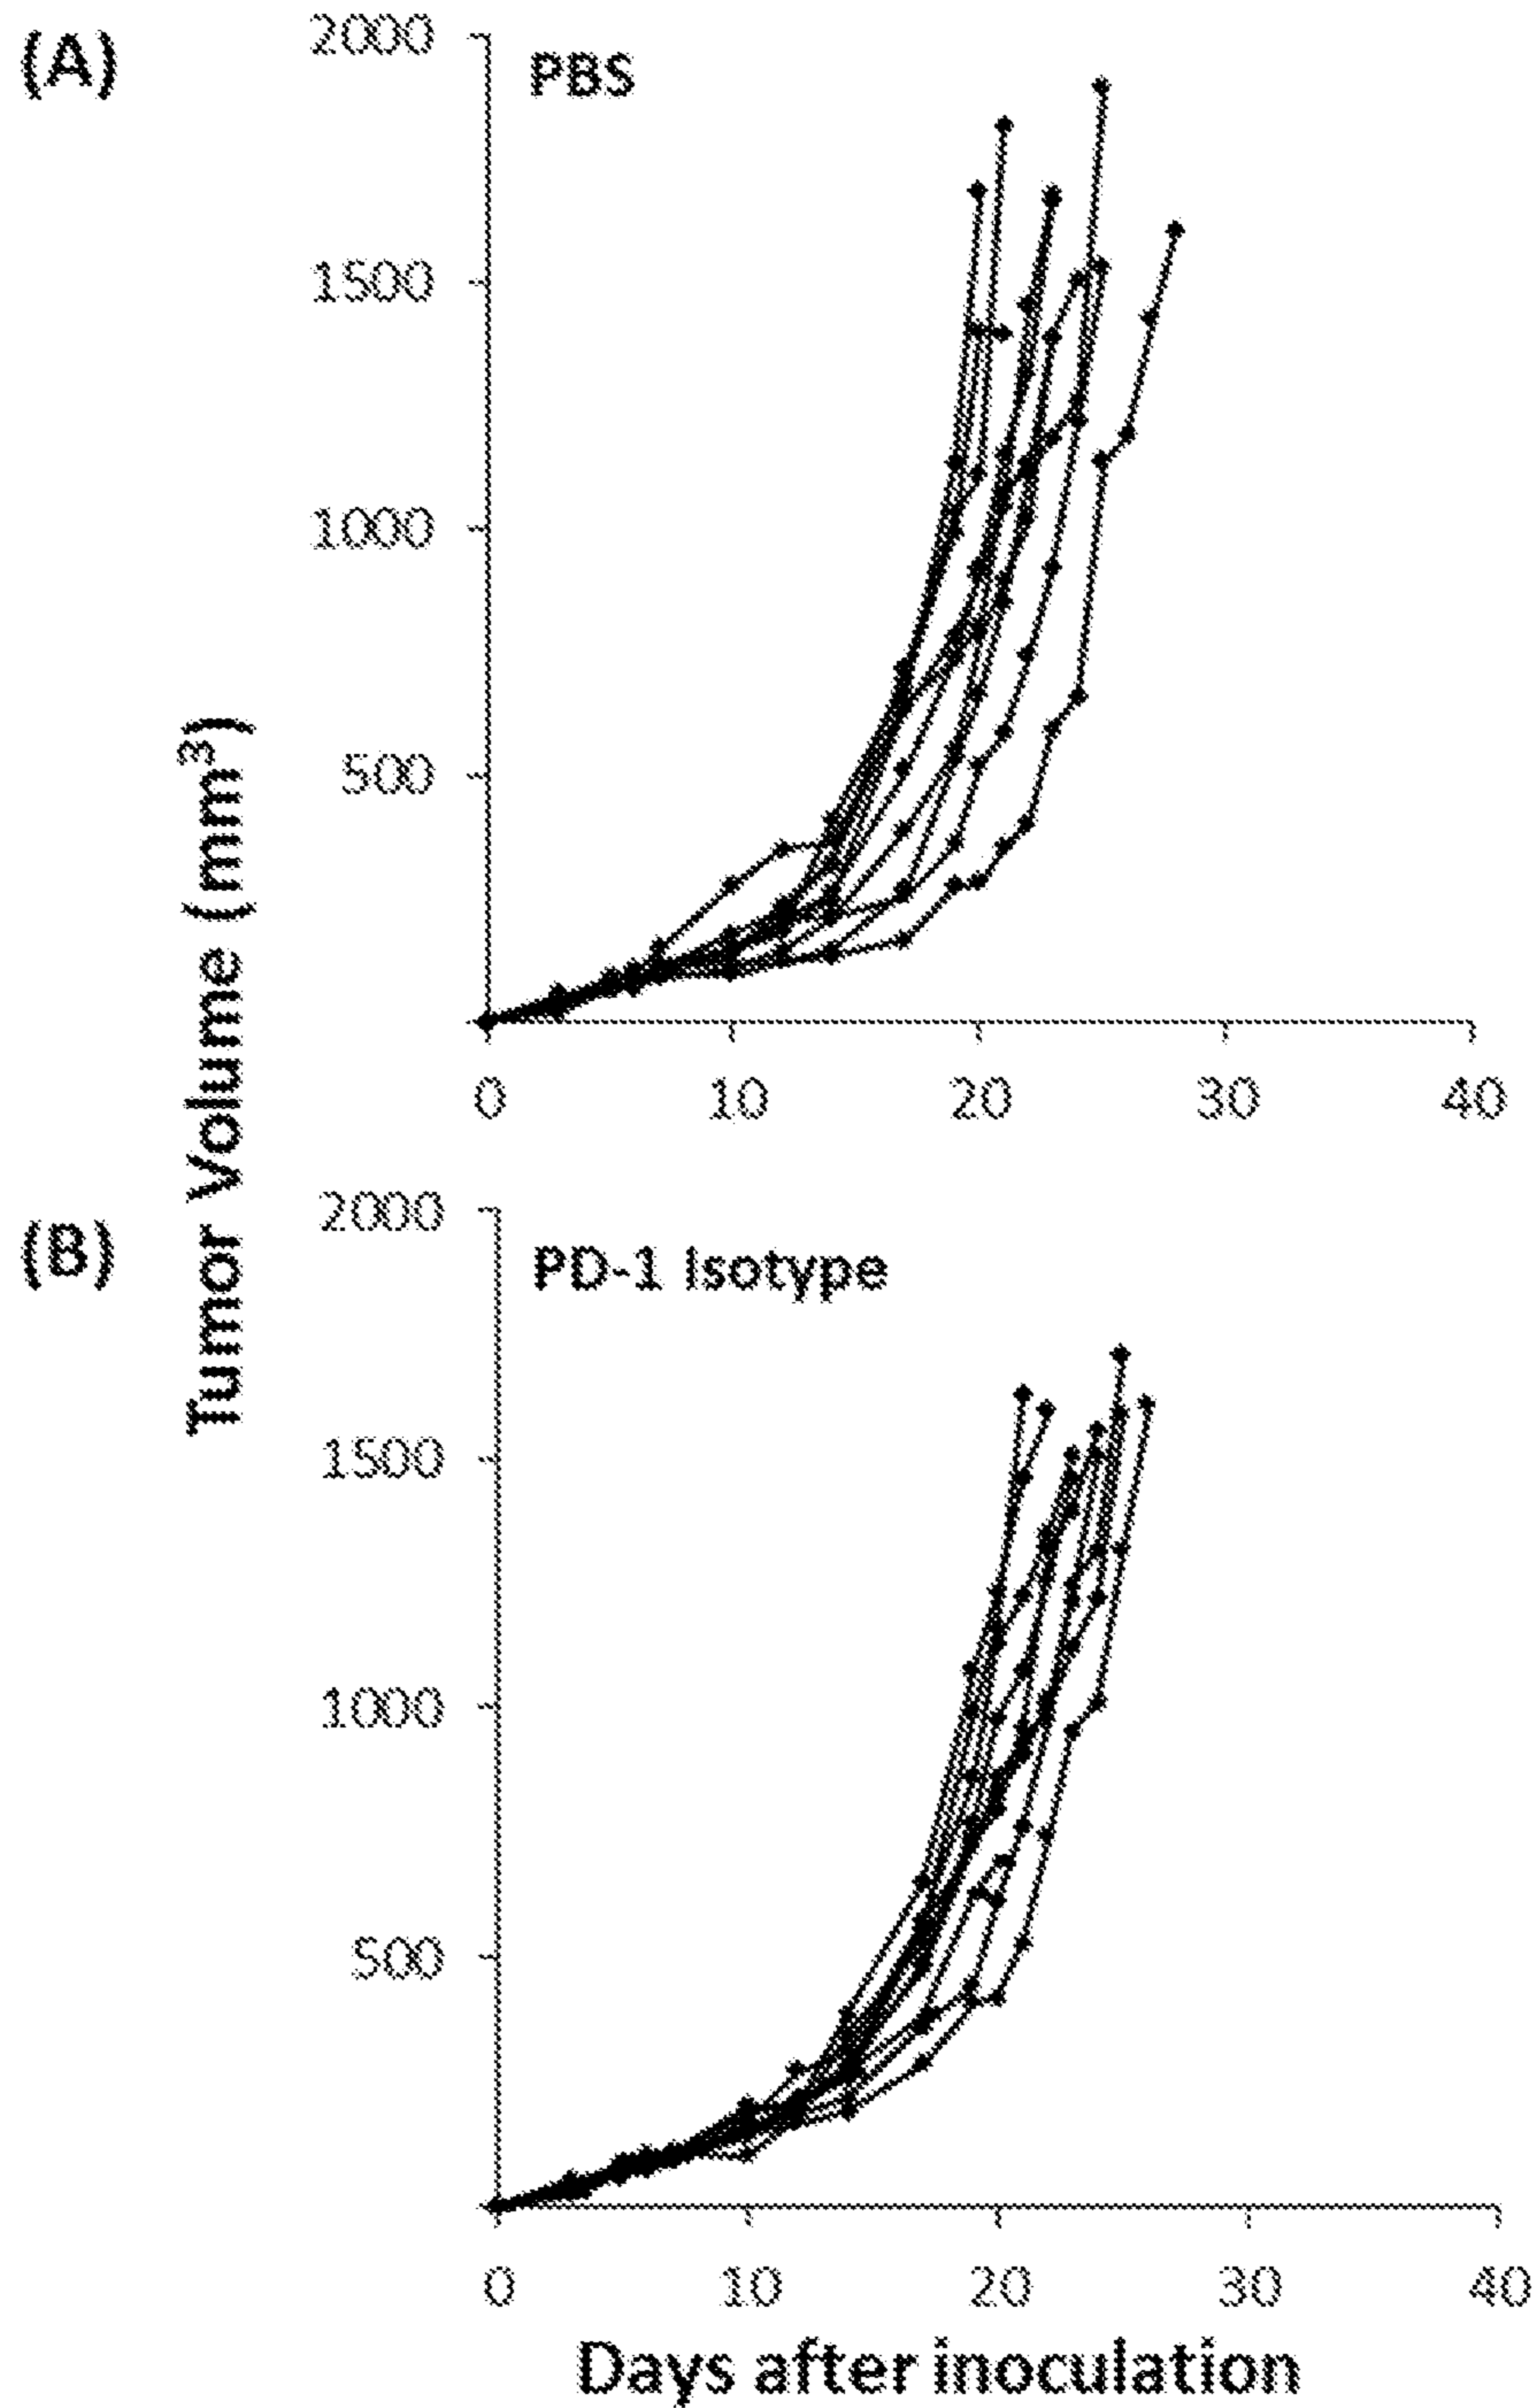 (A)
PBS
2000
1500
1000
500
0 10 20 30 40
Tumor Volume (mm³)
(B)
PD-1 Isotype
2000
1500
1000
500
0 10 20 30 40
Days after inoculation